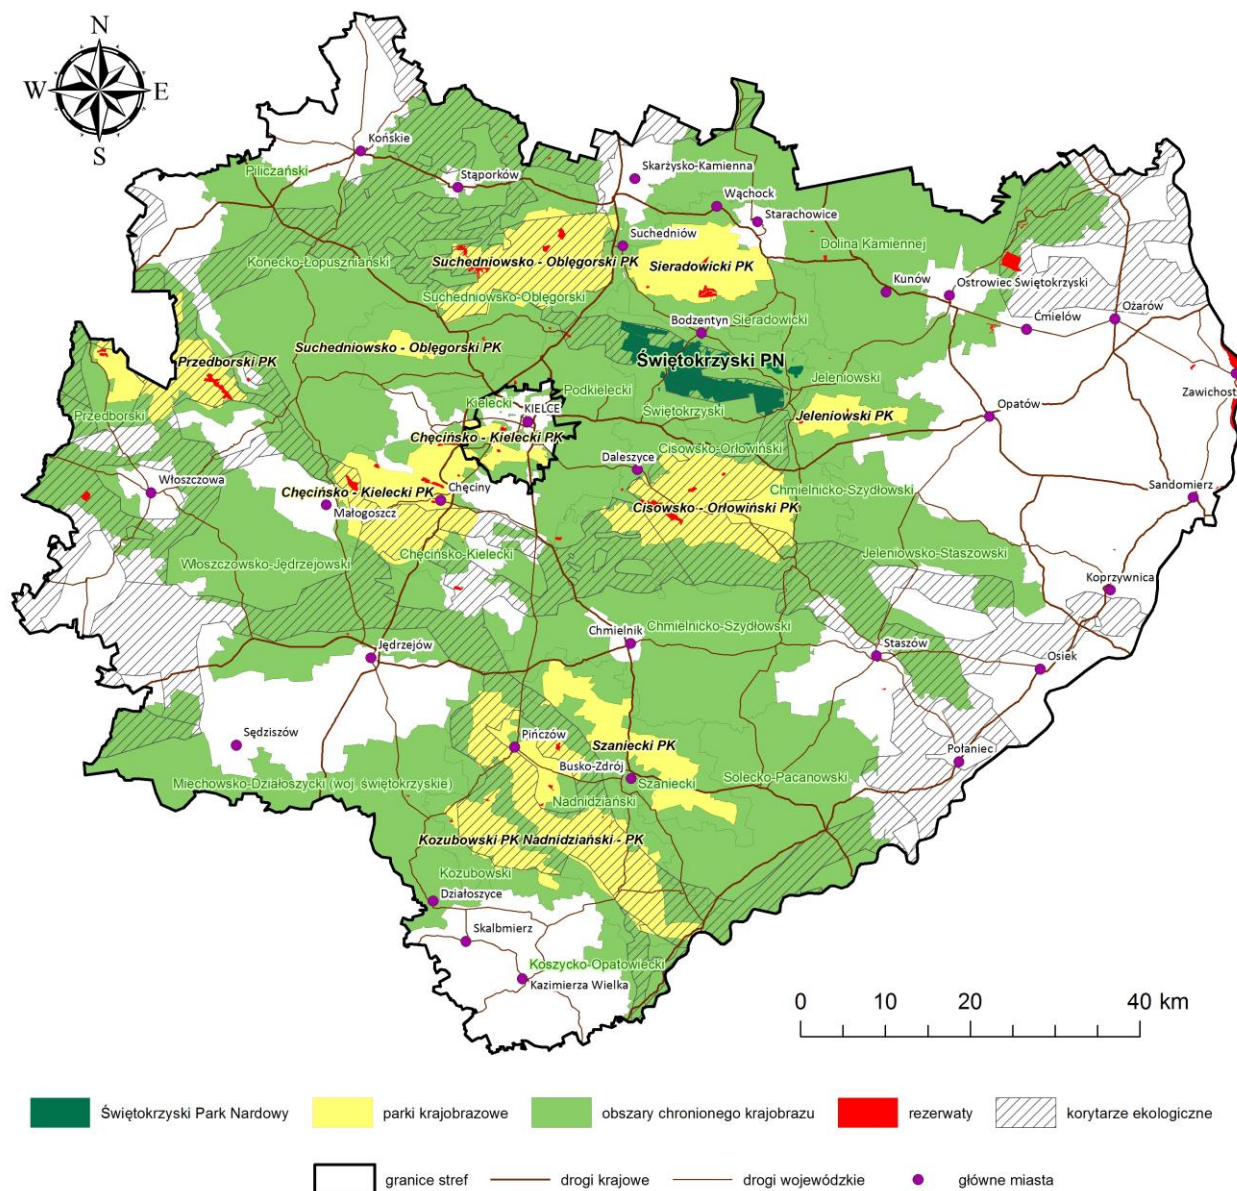 N
W E
S
Końskie
Piliczański
Stąporków
Skarżysko-Kamienna
Wąchock
Starachowice
Suchedniów
Dolina Kamiennej
Konecko-Łopuszniański
Suchedniowsko - Oblęgorski PK
Sieradowicki PK
Kunów
Ostrowiec Świętokrzyski
Suchedniowsko-Oblęgorski
Ćmielów
Ożarów
Bodzentyn
Sieradowicki
Suchedniowsko - Oblęgorski PK
Świętokrzyski PN
Przedborski PK
Jeleniowski
Zawichost
Podkielecki
Kielecki
Przedborski
Świętokrzyski
Jeleniowski PK
Opatów
KIELCE
Chęcińsko - Kielecki PK
Cisowsko-Orłowiński
Daleszyce
Włoszczowa
Chęcińsko - Kielecki PK
Chęciny
Chmielnicko-Szydłowski
Sandomierz
Małogoszcz
Cisowsko - Orłowiński PK
Chęcińsko-Kielecki
Jeleniowsko-Staszowski
Włoszczowsko-Jędrzejowski
Koprzywnica
Chmielnik
Chmielnicko-Szydłowski
Jędrzejów
Staszów
Osiek
Sędziszów
Pińczów
Szaniecki PK
Połaniec
Busko-Zdrój
Szaniecki
Solecko-Pacanowski
Miechowsko-Działoszycki (woj. świętokrzyskie)
Nadnidziański
Kozubowski PK Nadnidziański - PK
Kozubowski
Działoszyce
Skalbmierz
Koszycko-Opatowiecki
Kazimierza Wielka
0 10 20 40 km
Świętokrzyski Park Nardowy
parki krajobrazowe
obszary chronionego krajobrazu
rezerwaty
korytarze ekologiczne
granice stref
drogi krajowe
drogi wojewódzkie
główne miasta